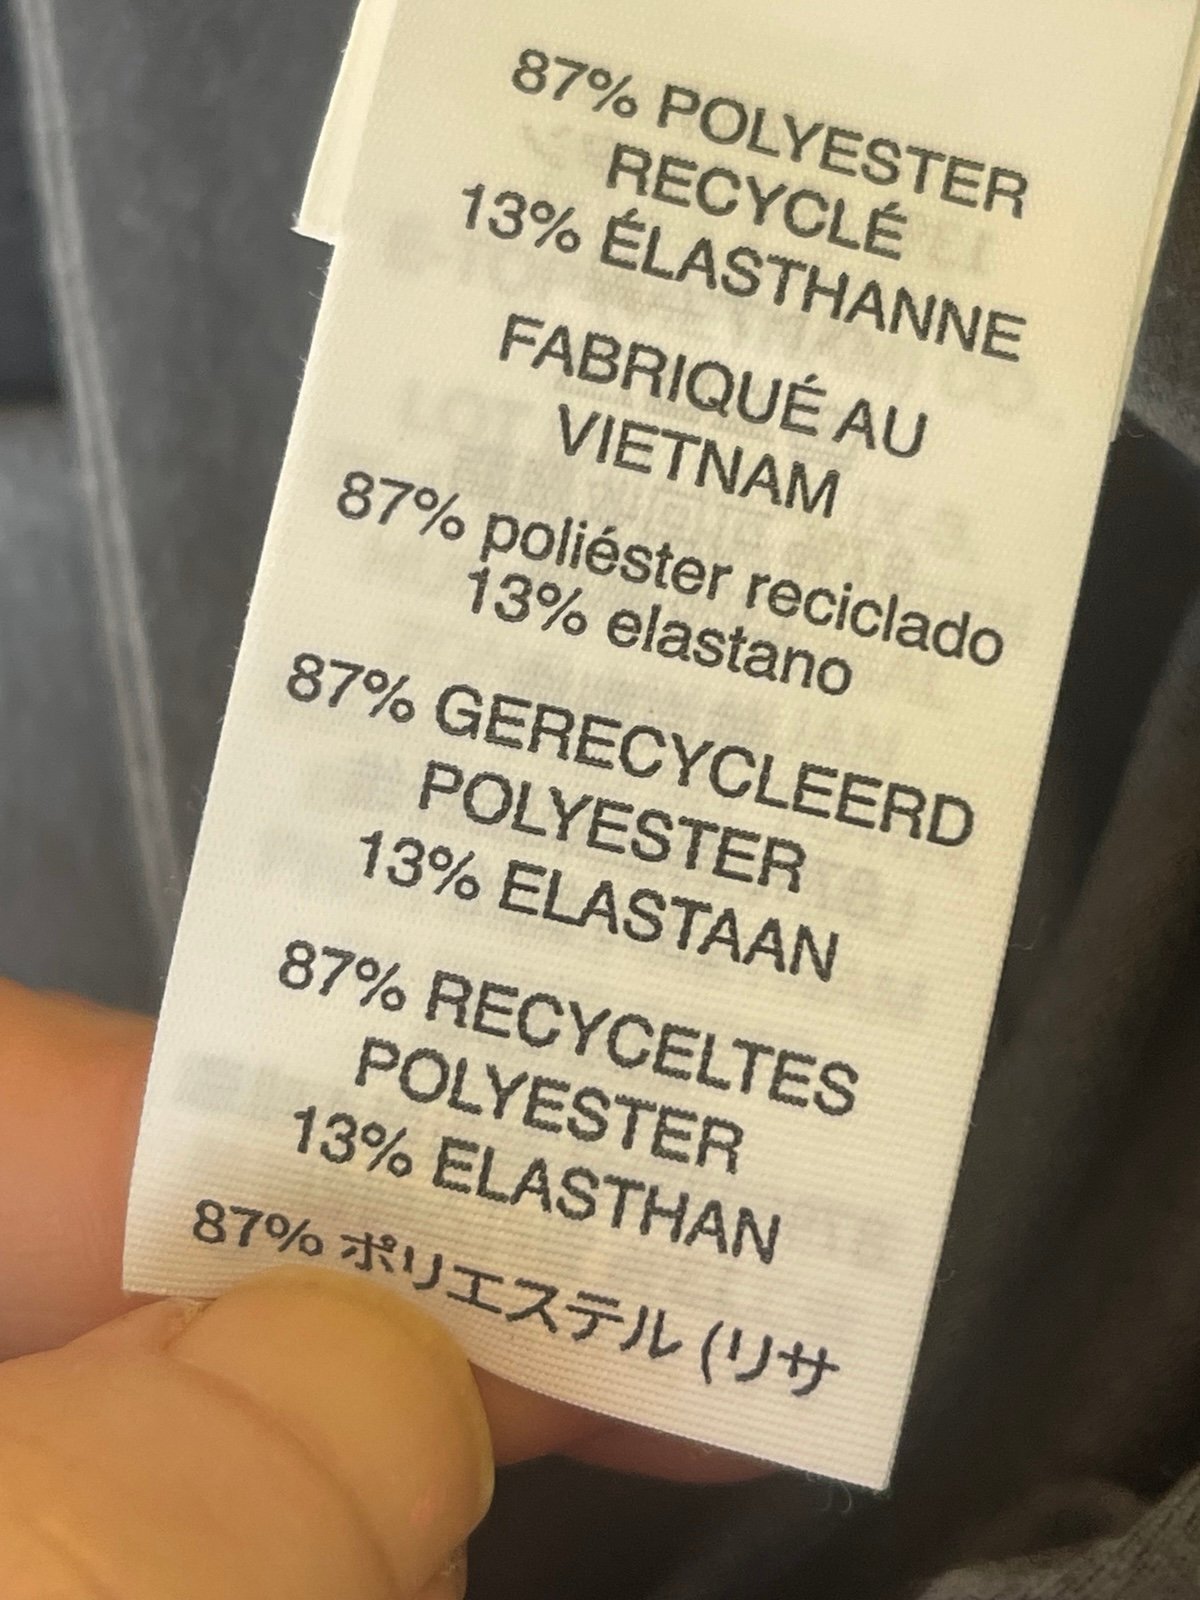 87% POLYESTER
RECYCLÉ
13% ÉLASTHANNE
FABRIQUÉ AU
VIETNAM
87% poliéster reciclado
13% elastano
87% GERECYCLEERD
POLYESTER
13% ELASTAAN
87% RECYCELTES
POLYESTER
13% ELASTHAN
87% ポリエステル (リサ